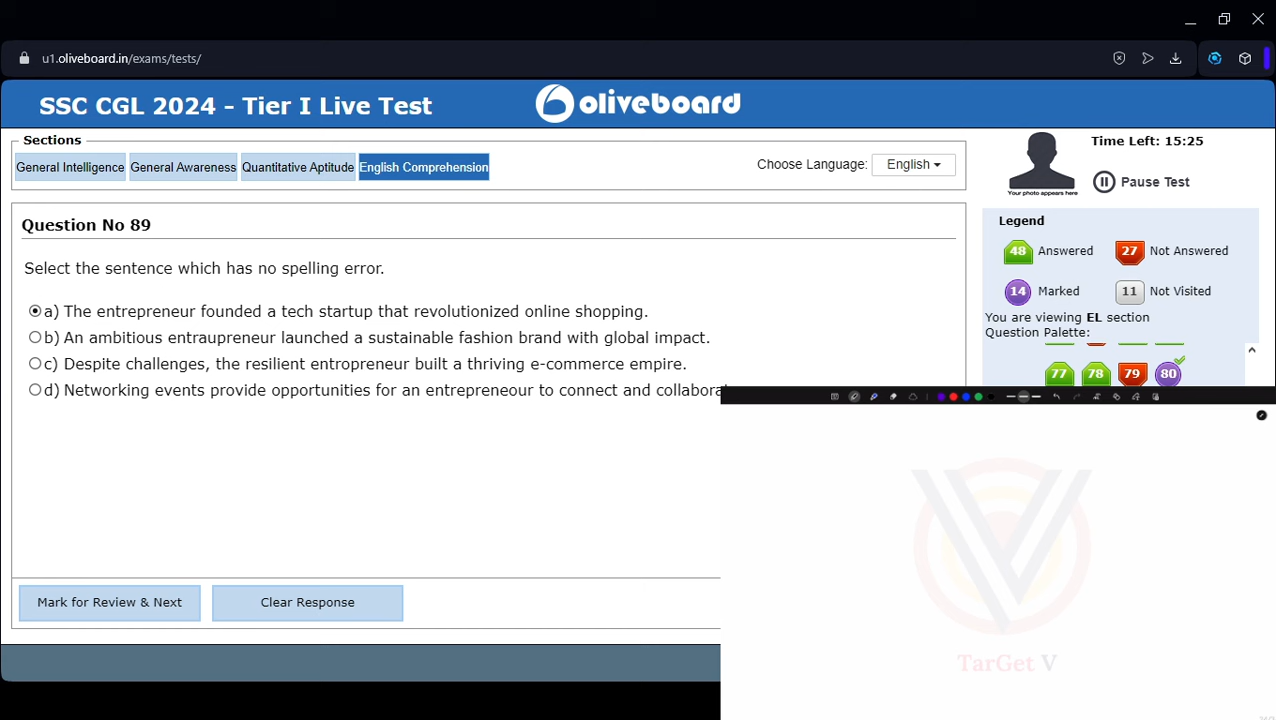 u1.oliveboard.in/exams/tests/
SSC CGL 2024 - Tier I Live Test
oliveboard
Sections
General Intelligence
General Awareness
Quantitative Aptitude
English Comprehension
Choose Language:
English
Time Left: 15:25
Your photo appears here
Pause Test
Question No 89
Select the sentence which has no spelling error.
a) The entrepreneur founded a tech startup that revolutionized online shopping.
b) An ambitious entraupreneur launched a sustainable fashion brand with global impact.
c) Despite challenges, the resilient entropreneur built a thriving e-commerce empire.
d) Networking events provide opportunities for an entrepreneour to connect and collaborat
Legend
48 Answered
27 Not Answered
14 Marked
11 Not Visited
You are viewing EL section
Question Palette:
77 78 79 80
Mark for Review & Next
Clear Response
TarGet V